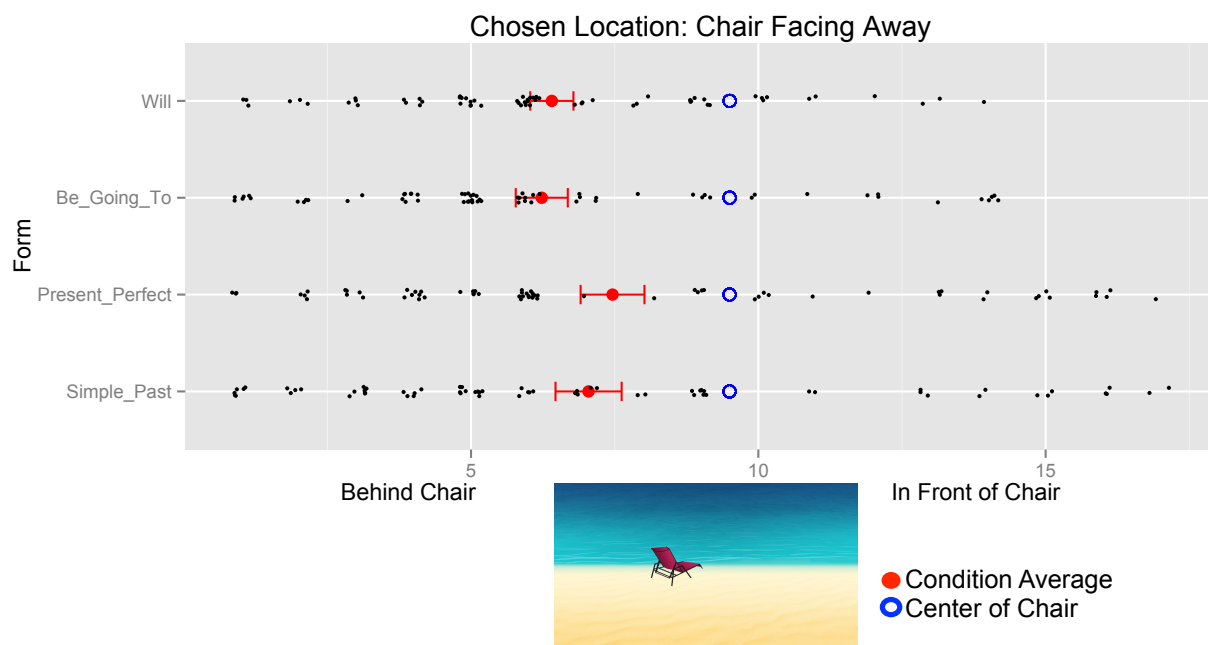 Chosen Location: Chair Facing Away
Form
Will
Be_Going_To
Present_Perfect
Simple_Past
5 10 15
Behind Chair In Front of Chair
Condition Average
Center of Chair